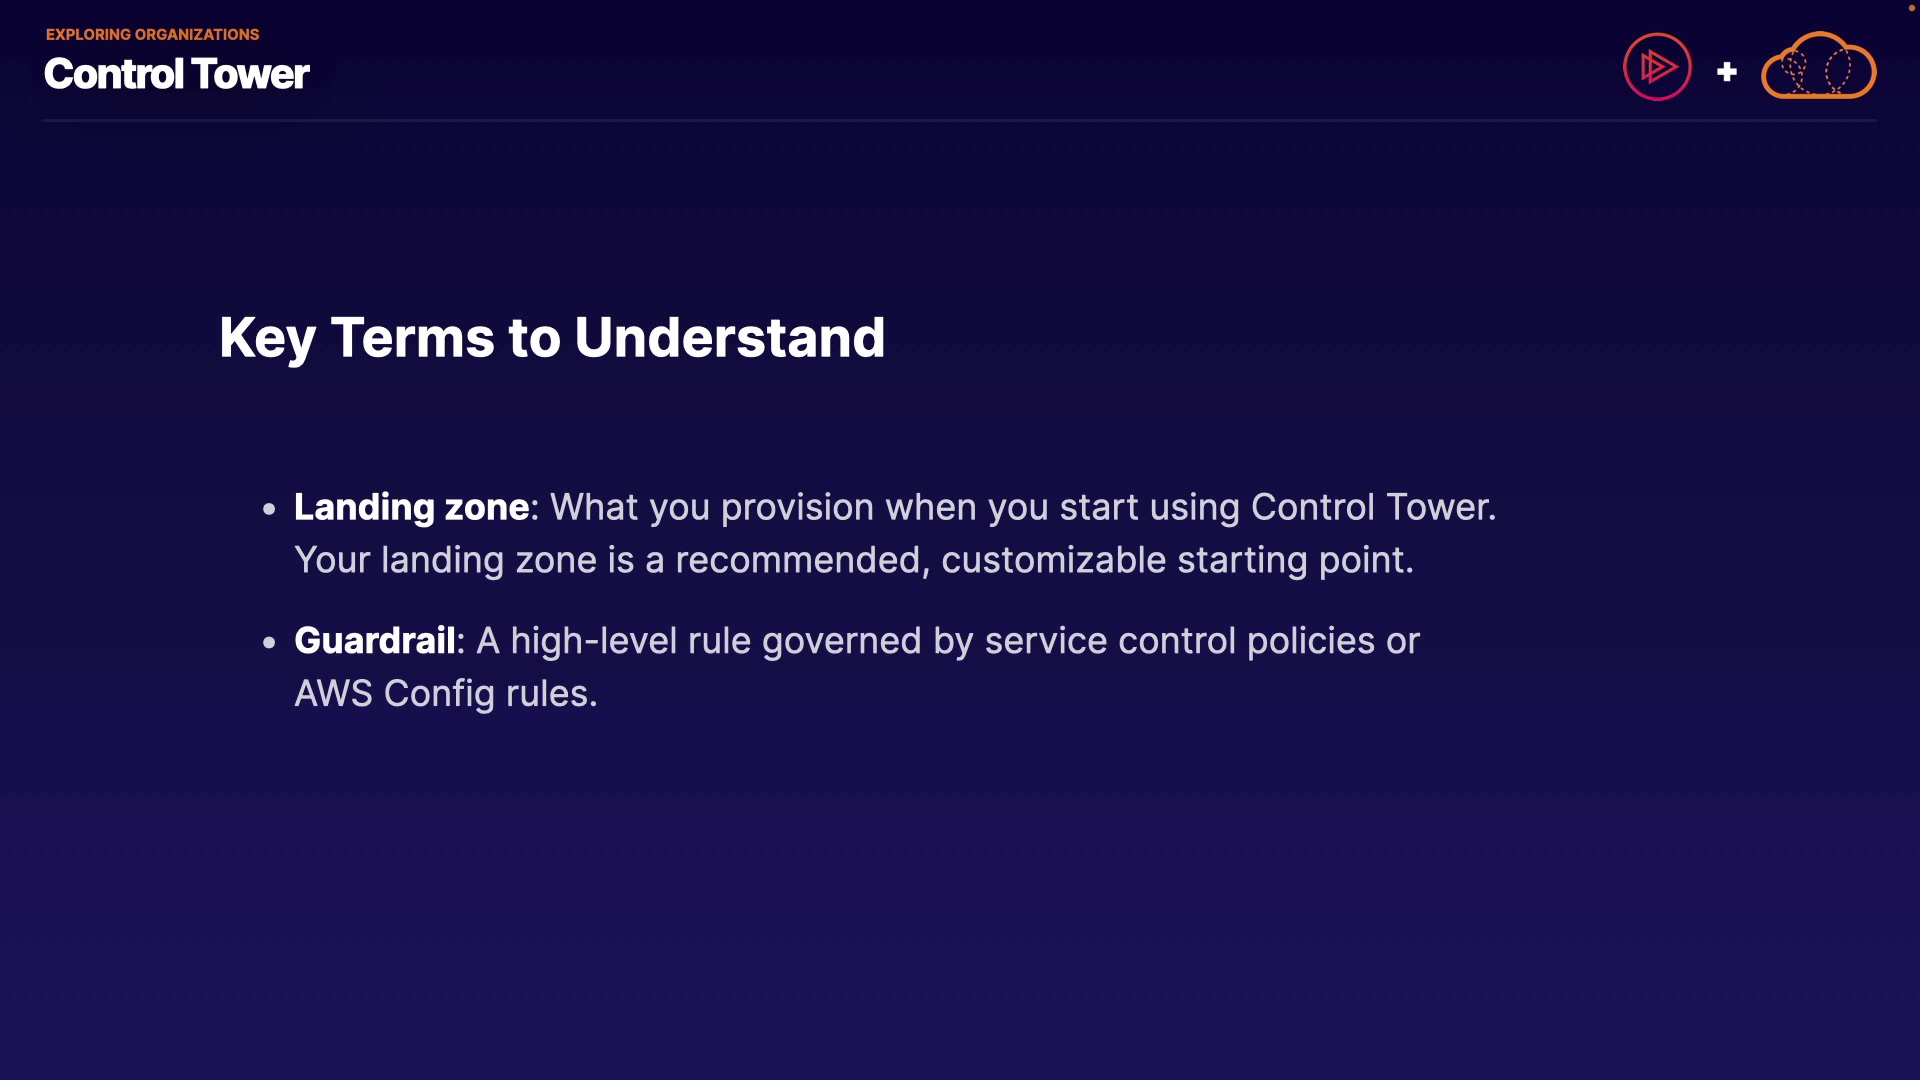 EXPLORING ORGANIZATIONS
Control Tower
Key Terms to Understand
• Landing zone: What you provision when you start using Control Tower.
Your landing zone is a recommended, customizable starting point.
• Guardrail: A high-level rule governed by service control policies or
AWS Config rules.